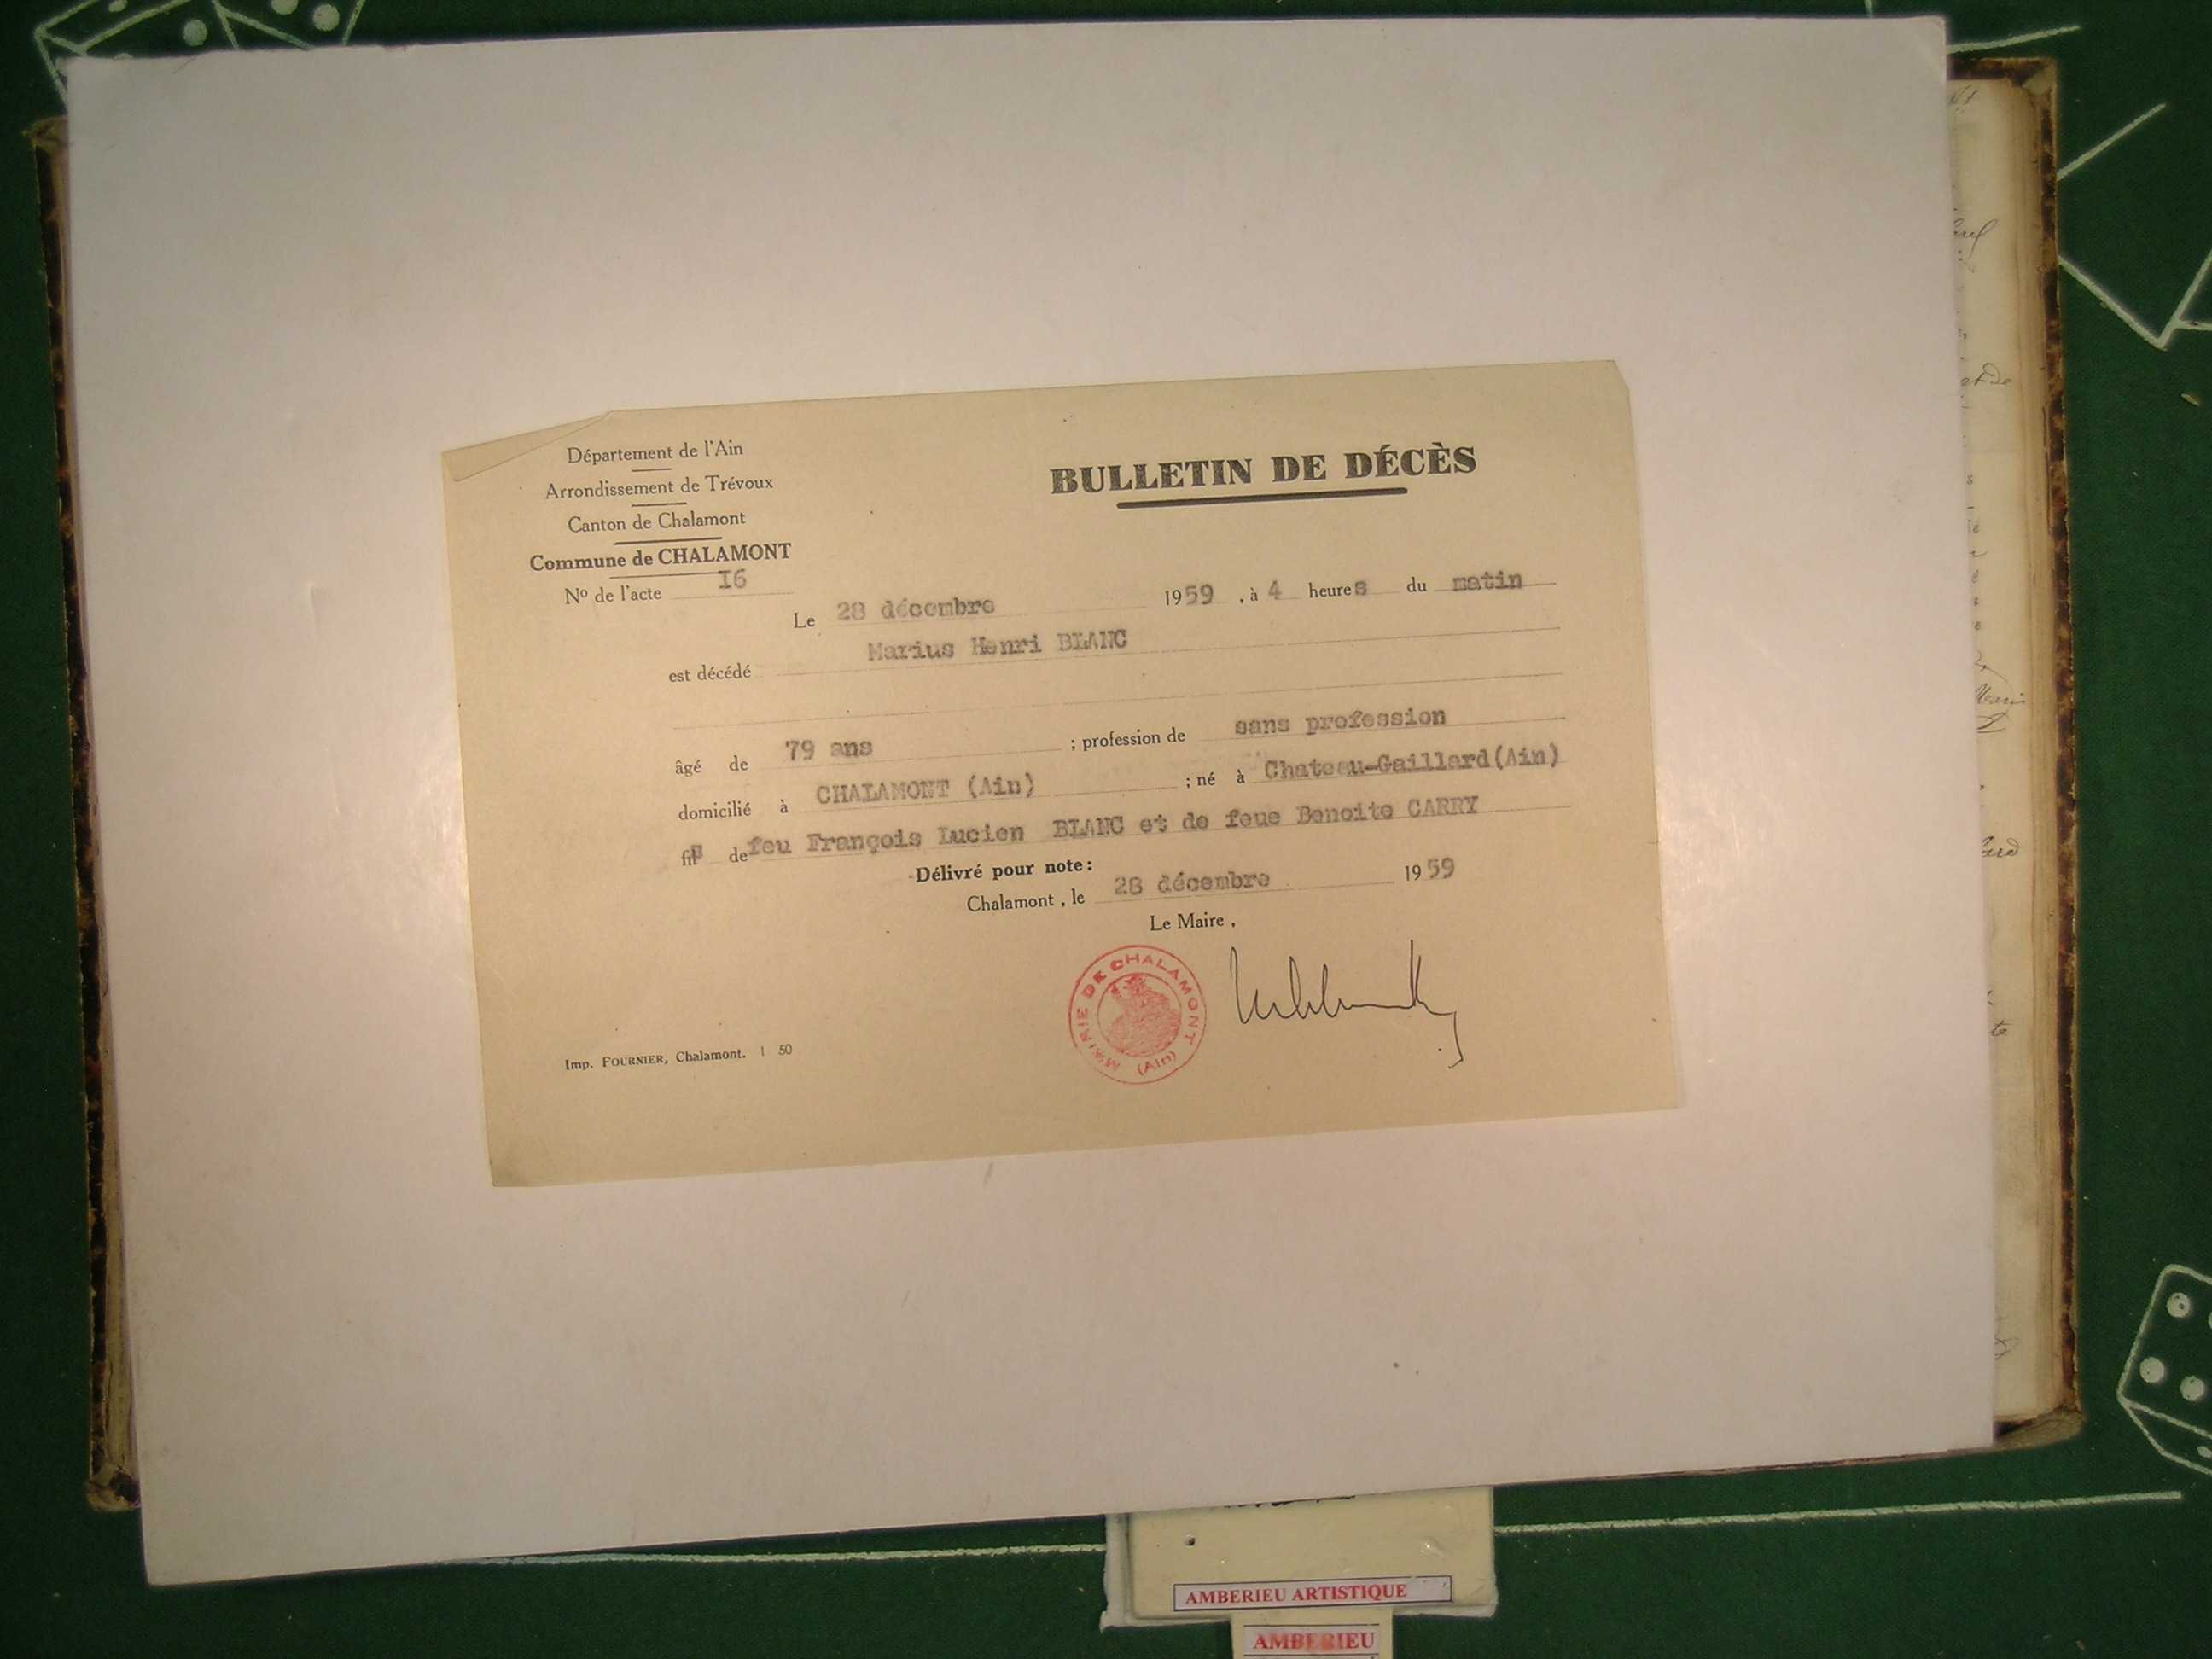 Département de l'Ain
Arrondissement de Trévoux
Canton de Chalamont
Commune de CHALAMONT
Nº de l'acte I6
BULLETIN DE DÉCÈS
Le 28 décembre 1959 , à 4 heures du matin
est décédé Marius Henri BLANC
âgé de 79 ans ; profession de sans profession
domicilié à CHALAMONT (Ain) ; né à Chateau-Gaillard(Ain)
fils de feu François Lucien BLANC et de feue Benoite CARRY
Délivré pour note :
Chalamont , le 28 décembre 1959
Le Maire ,
MAIRIE DE CHALAMONT
(Ain)
Imp. FOURNIER, Chalamont. 1 50
AMBERIEU ARTISTIQUE
AMBERIEU